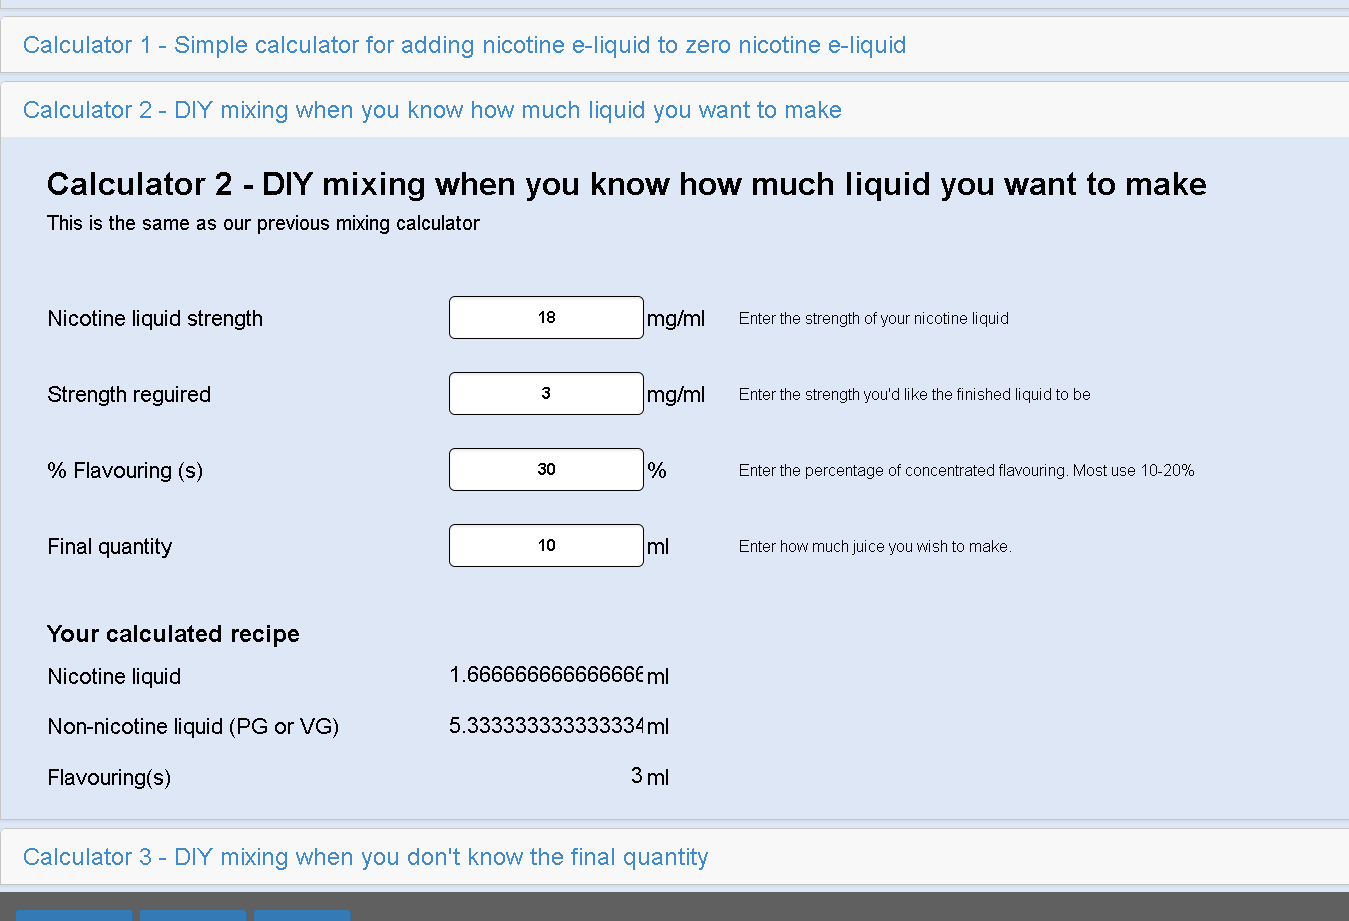 Calculator 1 - Simple calculator for adding nicotine e-liquid to zero nicotine e-liquid
Calculator 2 - DIY mixing when you know how much liquid you want to make
Calculator 2 - DIY mixing when you know how much liquid you want to make
This is the same as our previous mixing calculator
Nicotine liquid strength 18 mg/ml Enter the strength of your nicotine liquid
Strength reguired 3 mg/ml Enter the strength you'd like the finished liquid to be
% Flavouring (s) 30 % Enter the percentage of concentrated flavouring. Most use 10-20%
Final quantity 10 ml Enter how much juice you wish to make.
Your calculated recipe
Nicotine liquid 1.666666666666666 ml
Non-nicotine liquid (PG or VG) 5.333333333333334 ml
Flavouring(s) 3 ml
Calculator 3 - DIY mixing when you don't know the final quantity